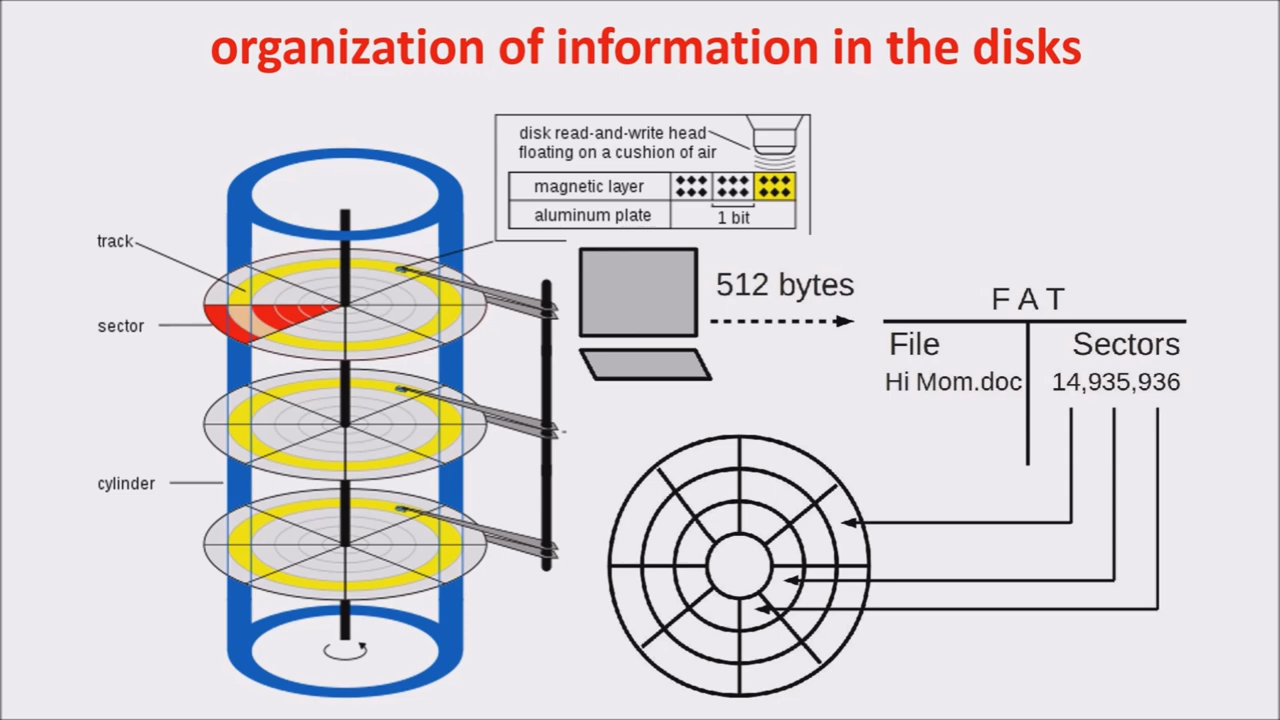 organization of information in the disks
disk read-and-write head
floating on a cushion of air
magnetic layer
aluminum plate
1 bit
track
sector
cylinder
512 bytes
F A T
File
Sectors
Hi Mom.doc
14,935,936